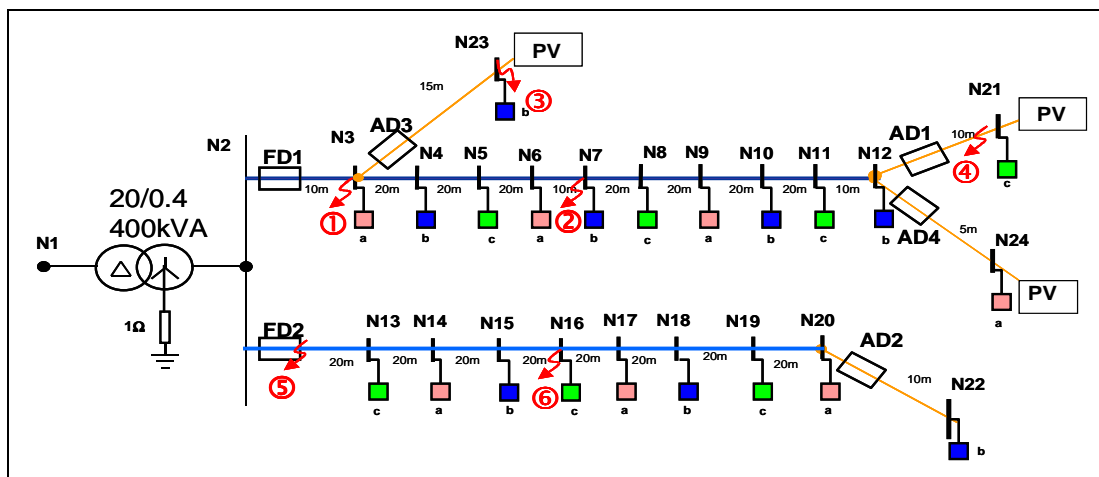 N23
PV
15m
③
b
N21
PV
AD3
AD1
10m
④
c
N2
N3
N4
N5
N6
N7
N8
N9
N10
N11
N12
FD1
10m
20m
20m
20m
10m
20m
20m
20m
20m
10m
①
②
a
b
c
a
b
c
a
b
c
b
AD4
5m
N24
PV
a
20/0.4
400kVA
N1
1Ω
FD2
N13
N14
N15
N16
N17
N18
N19
N20
AD2
20m
20m
20m
20m
20m
20m
20m
20m
10m
⑤
⑥
c
a
b
c
a
b
c
a
N22
b